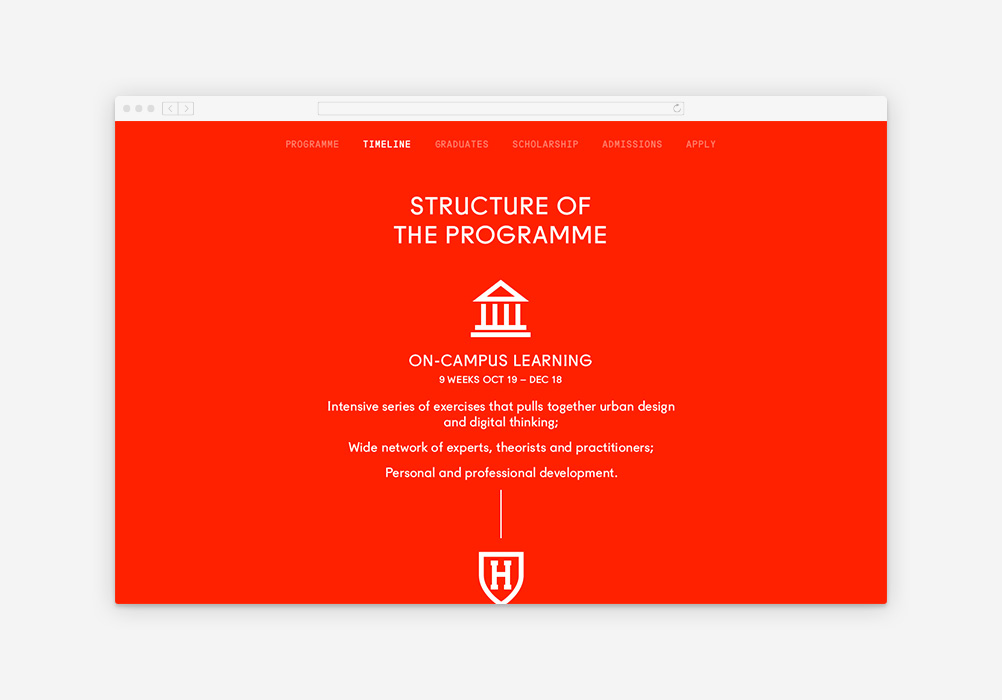 PROGRAMME TIMELINE GRADUATES SCHOLARSHIP ADMISSIONS APPLY
STRUCTURE OF
THE PROGRAMME
ON-CAMPUS LEARNING
9 WEEKS OCT 19 – DEC 18
Intensive series of exercises that pulls together urban design
and digital thinking;
Wide network of experts, theorists and practitioners;
Personal and professional development.
H